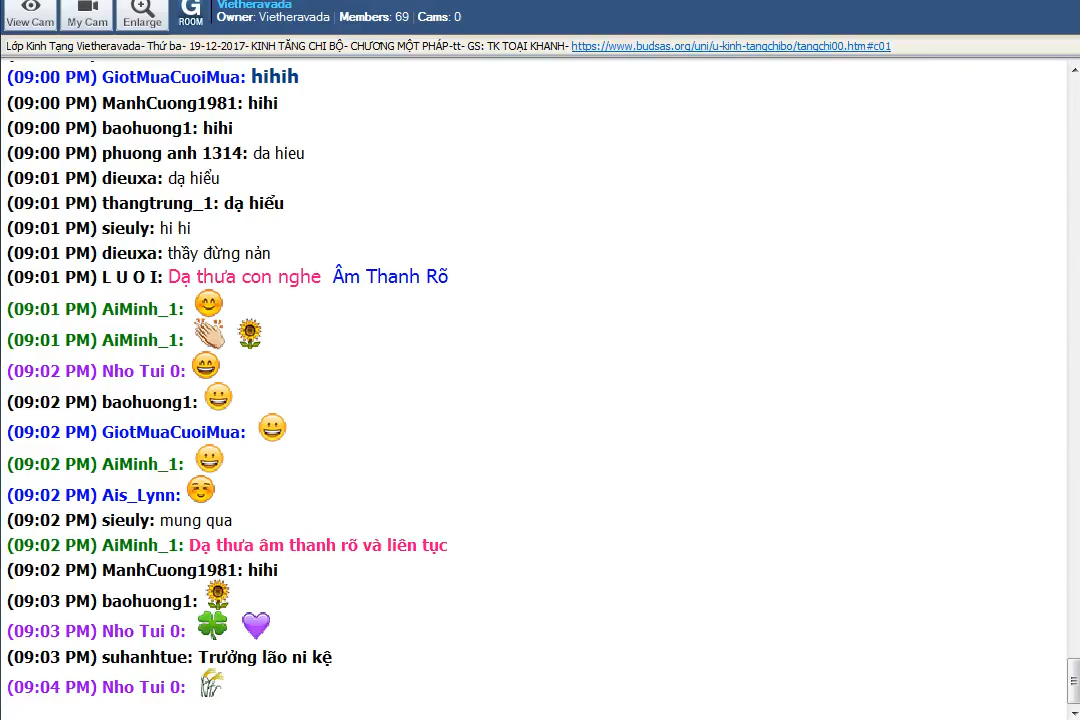 Vietheravada
View Cam My Cam Enlarge G ROOM Owner: Vietheravada | Members: 69 | Cams: 0
Lớp Kinh Tạng Vietheravada- Thứ ba- 19-12-2017- KINH TĂNG CHI BỘ- CHƯƠNG MỘT PHÁP-tt- GS: TK TOẠI KHANH- https://www.budsas.org/uni/u-kinh-tangchibo/tangchi00.htm#c01
(09:00 PM) GiotMuaCuoiMua: hihih
(09:00 PM) ManhCuong1981: hihi
(09:00 PM) baohuong1: hihi
(09:00 PM) phuong anh 1314: da hieu
(09:01 PM) dieuxa: dạ hiểu
(09:01 PM) thangtrung_1: dạ hiểu
(09:01 PM) sieuly: hi hi
(09:01 PM) dieuxa: thầy đừng nản
(09:01 PM) L U O I: Dạ thưa con nghe Âm Thanh Rõ
(09:01 PM) AiMinh_1:
(09:01 PM) AiMinh_1:
(09:02 PM) Nho Tui 0:
(09:02 PM) baohuong1:
(09:02 PM) GiotMuaCuoiMua:
(09:02 PM) AiMinh_1:
(09:02 PM) Ais_Lynn:
(09:02 PM) sieuly: mung qua
(09:02 PM) AiMinh_1: Dạ thưa âm thanh rõ và liên tục
(09:02 PM) ManhCuong1981: hihi
(09:03 PM) baohuong1:
(09:03 PM) Nho Tui 0:
(09:03 PM) suhanhtue: Trưởng lão ni kệ
(09:04 PM) Nho Tui 0: